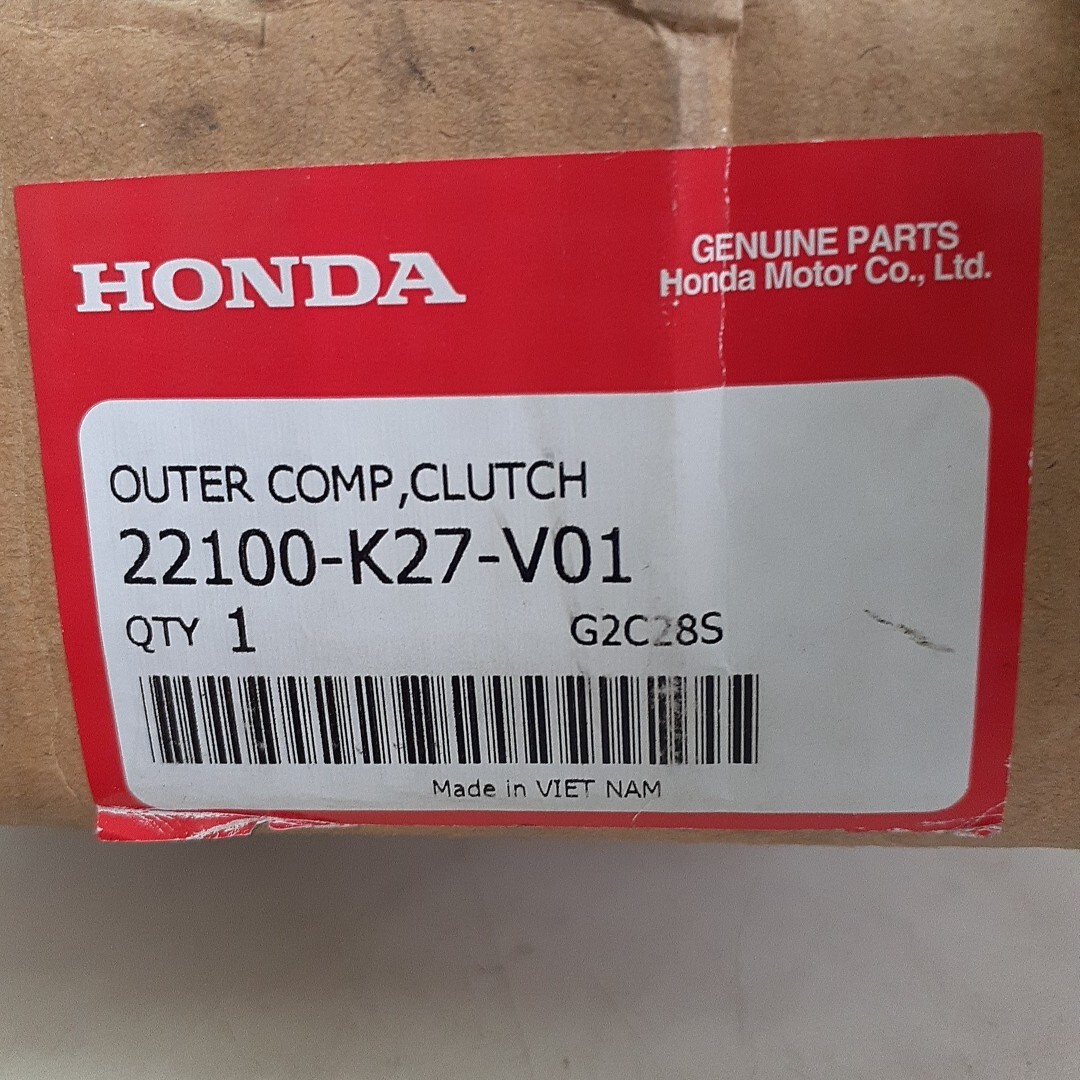 HONDA
GENUINE PARTS
Honda Motor Co., Ltd.
OUTER COMP,CLUTCH
22100-K27-V01
QTY 1 G2C28S
Made in VIET NAM